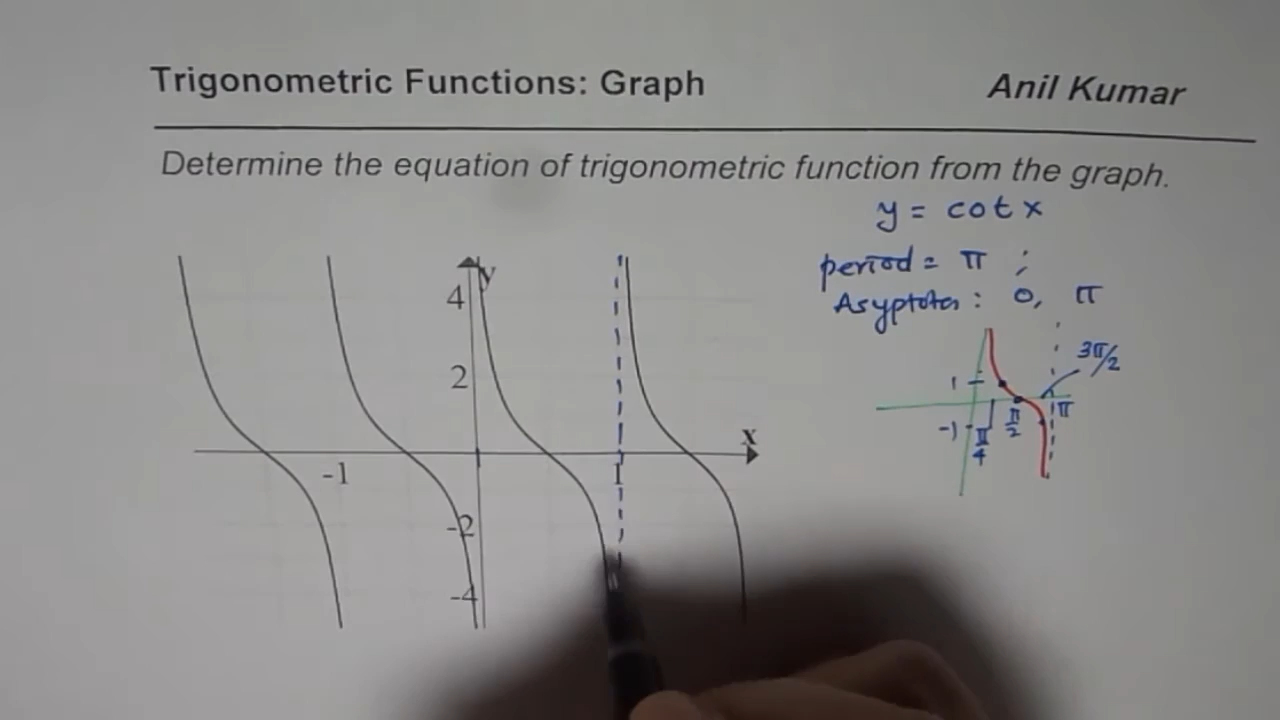 Trigonometric Functions: Graph Anil Kumar
Determine the equation of trigonometric function from the graph.
y = cot x
period = π ;
Asyptotes : 0, π
y
4
2
x
-1
1
-2
-4
3π/2
1
-1
π/4
π/2
π